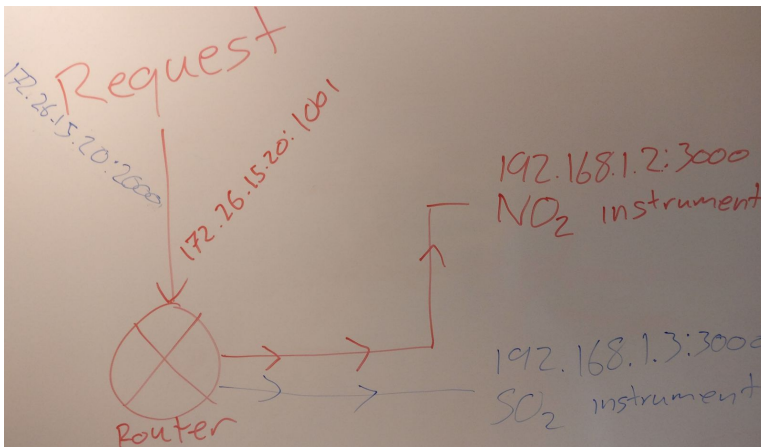 Request
172.26.15.20:2000
172.26.15.20:1001
192.168.1.2:3000
NO₂ instrument
192.168.1.3:3000
SO₂ instrument
Router